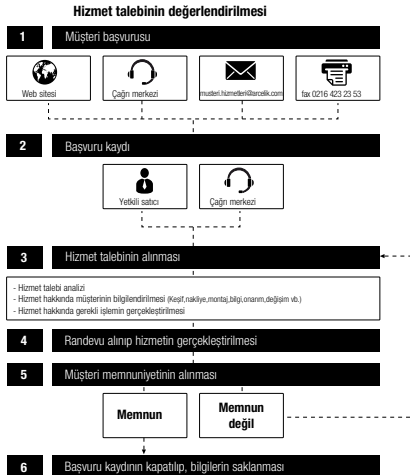 Hizmet talebinin değerlendirilmesi
1 Müşteri başvurusu
Web sitesi
Çağrı merkezi
musteri.hizmetleri@arcelik.com
fax 0216 423 23 53
2 Başvuru kaydı
Yetkili satıcı
Çağrı merkezi
3 Hizmet talebinin alınması
- Hizmet talebi analizi
- Hizmet hakkında müşterinin bilgilendirilmesi (Keşif,nakliye,montaj,bilgi,onarım,değişim vb.)
- Hizmet hakkında gerekli işlemin gerçekleştirilmesi
4 Randevu alınıp hizmetin gerçekleştirilmesi
5 Müşteri memnuniyetinin alınması
Memnun
Memnun
değil
6 Başvuru kaydının kapatılıp, bilgilerin saklanması